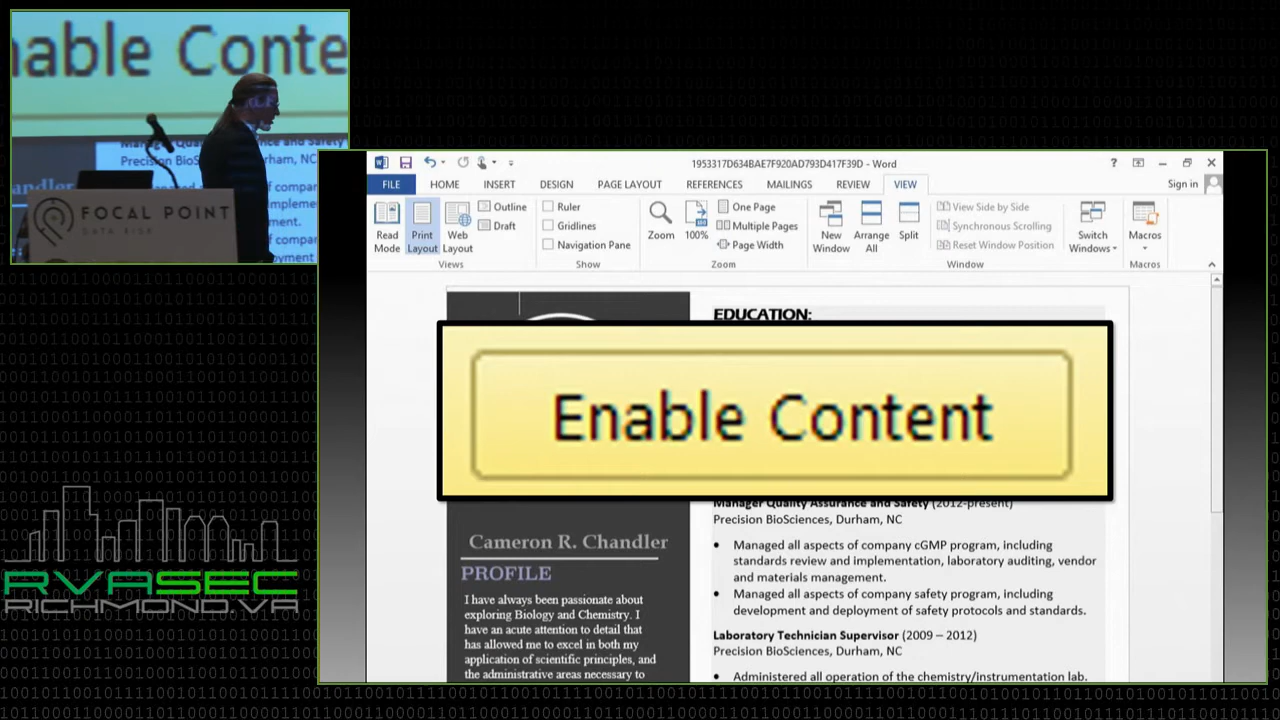 nable Conte
Precision BioS
rham, NC
FOCAL POINT
DATA RISK
1953317D634BAE7F920AD793D417F39D - Word
FILE HOME INSERT DESIGN PAGE LAYOUT REFERENCES MAILINGS REVIEW VIEW Sign in
Read Mode
Print Layout
Web Layout
Outline
Draft
Views
Ruler
Gridlines
Navigation Pane
Show
Zoom
100%
One Page
Multiple Pages
Page Width
Zoom
New Window
Arrange All
Split
View Side by Side
Synchronous Scrolling
Reset Window Position
Window
Switch Windows
Macros
Macros
EDUCATION:
Enable Content
Cameron R. Chandler
PROFILE
I have always been passionate about
exploring Biology and Chemistry. I
have an acute attention to detail that
has allowed me to excel in both my
application of scientific principles, and
the administrative areas necessary to
Manager Quality Assurance and Safety (2012-present)
Precision BioSciences, Durham, NC
• Managed all aspects of company cGMP program, including
standards review and implementation, laboratory auditing, vendor
and materials management.
• Managed all aspects of company safety program, including
development and deployment of safety protocols and standards.
Laboratory Technician Supervisor (2009 – 2012)
Precision BioSciences, Durham, NC
• Administered all operation of the chemistry/instrumentation lab.
RVASEC
RICHMOND.VA